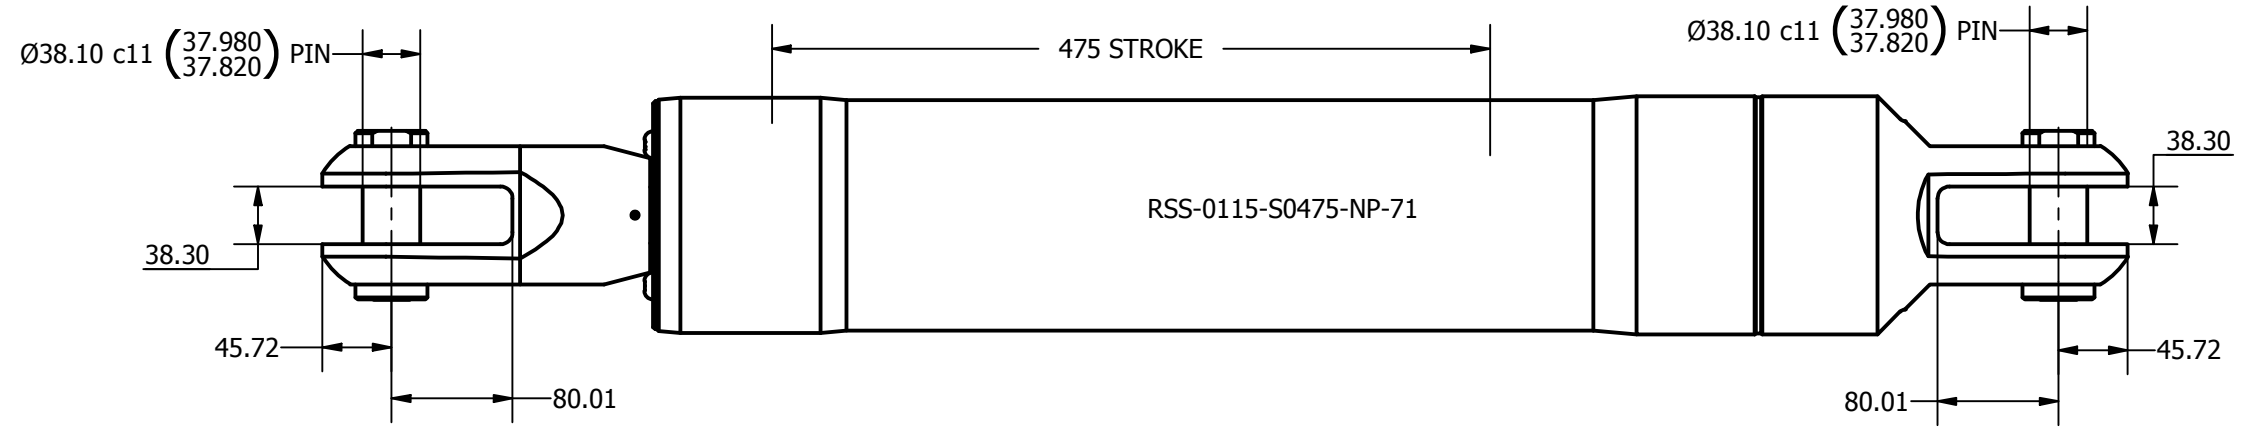 Ø38.10 c11 (37.980
37.820) PIN
475 STROKE
Ø38.10 c11 (37.980
37.820) PIN
38.30
RSS-0115-S0475-NP-71
38.30
45.72
45.72
80.01
80.01